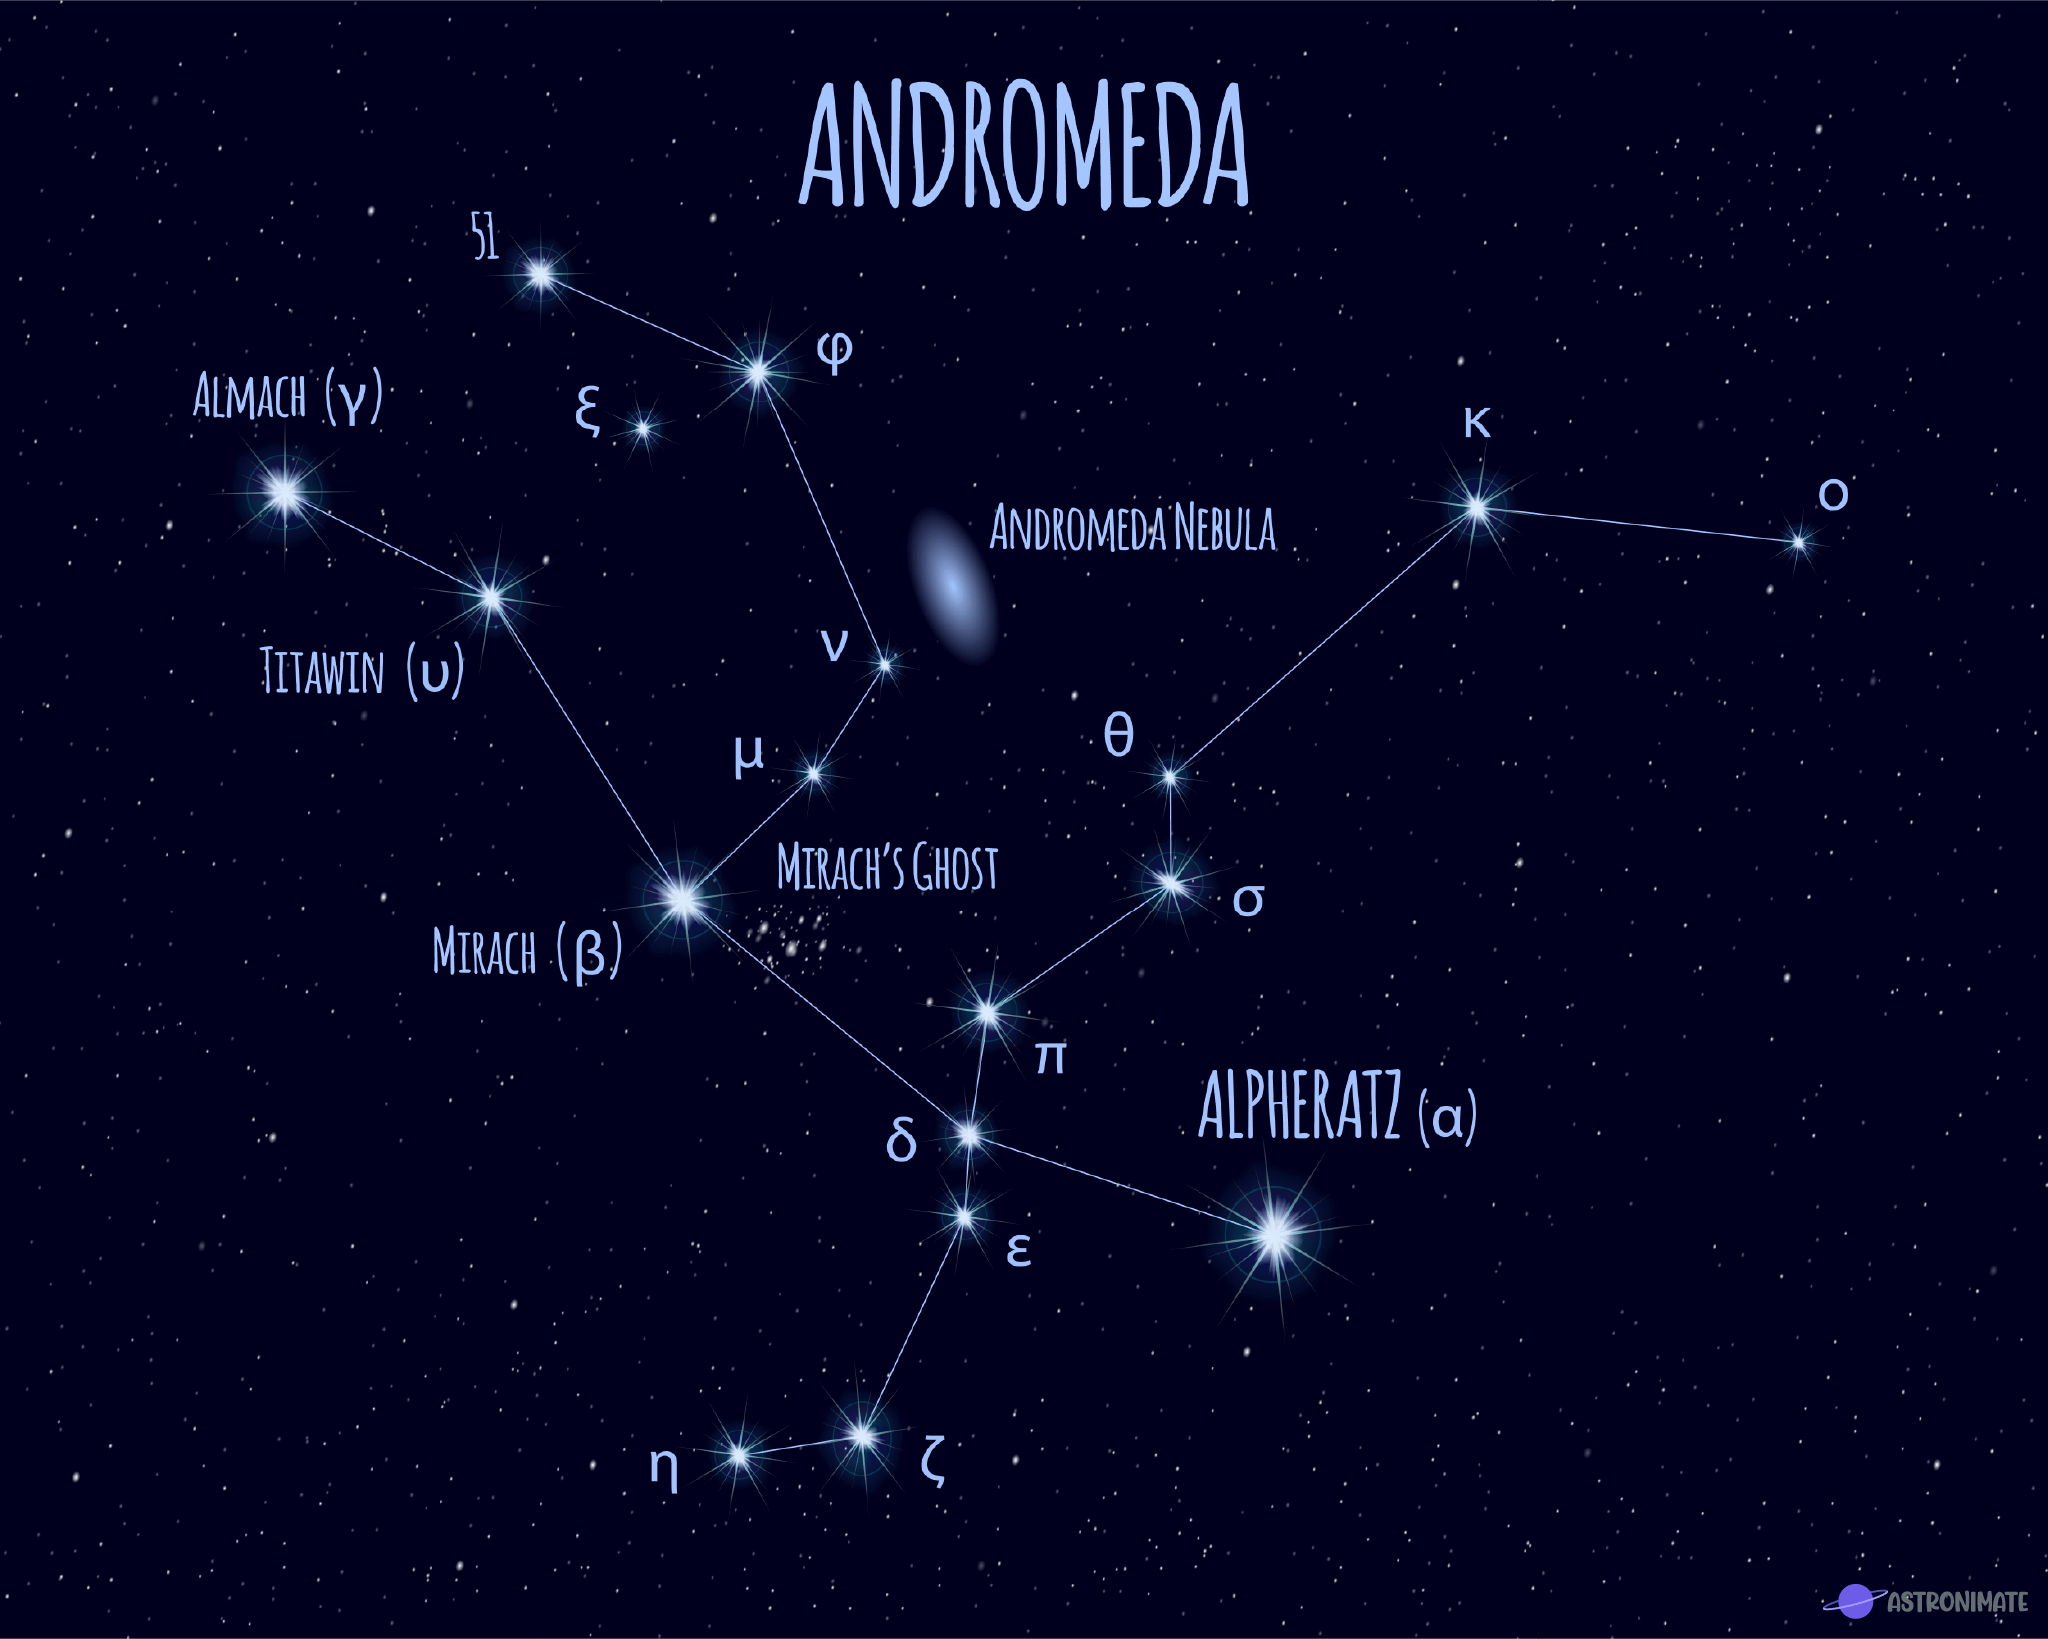 ANDROMEDA
51
φ
ξ
ALMACH (γ)
κ
ο
ANDROMEDA NEBULA
TITAWIN (υ)
ν
θ
μ
MIRACH'S GHOST
σ
MIRACH (β)
π
ALPHERATZ (α)
δ
ε
η
ζ
ASTRONIMATE